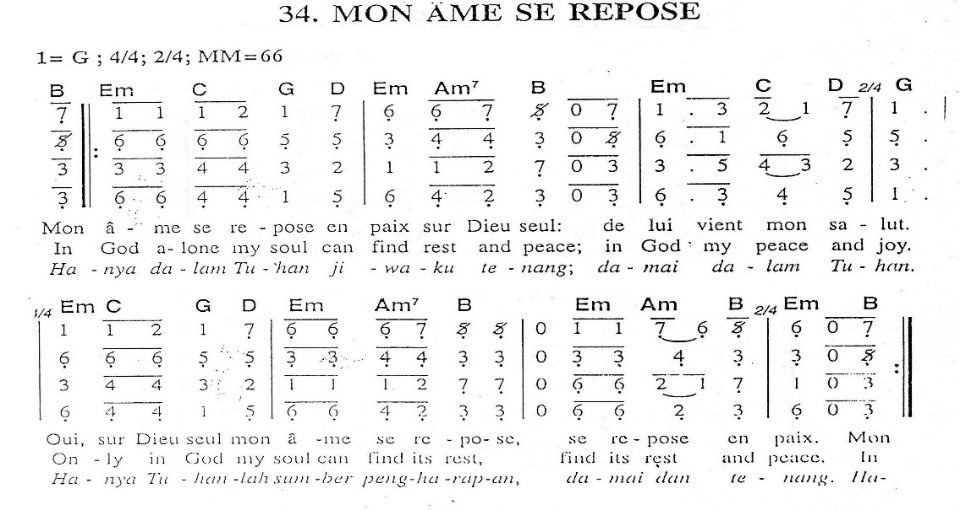 34. MON ÂME SE REPOSE
1= G ; 4/4; 2/4; MM=66
B Em C G D Em Am7 B Em C D 2/4 G
7 1 1 1 2 1 7 6 6 7 5 0 7 1 . 3 2 1 7 1 .
5 6 6 6 6 5 5 3 4 4 3 0 5 6 . 1 6 5 5 .
3 3 3 4 4 3 2 1 1 2 7 0 3 3 . 5 4 3 2 3 .
3 6 6 4 4 1 5 6 4 2 3 0 3 6 . 3 4 5 1 .
Mon â - me se re - pose en paix sur Dieu seul: de lui vient mon sa - lut.
In God a-lone my soul can find rest and peace; in God my peace and joy.
Ha - nya da - lam Tu - han ji - wa - ku te - nang; da - mai da - lam Tu - han.
1/4 Em C G D Em Am7 B Em Am B 2/4 Em B
1 1 2 1 7 6 6 6 7 5 5 0 1 1 7 6 5 6 0 7
6 6 6 5 5 3 3 4 4 3 3 0 3 3 4 3 3 0 5
3 4 4 3 2 1 1 1 2 7 7 0 6 6 2 1 7 1 0 3
6 4 4 1 5 6 6 4 2 3 3 0 6 6 2 3 6 0 3
Oui, sur Dieu seul mon â -me se re - po- se, se re - pose en paix. Mon
On - ly in God my soul can find its rest, find its rest and peace. In
Ha - nya Tu - han -lah sum -ber peng-ha -rap-an, da - mai dan te - nang. Ha-